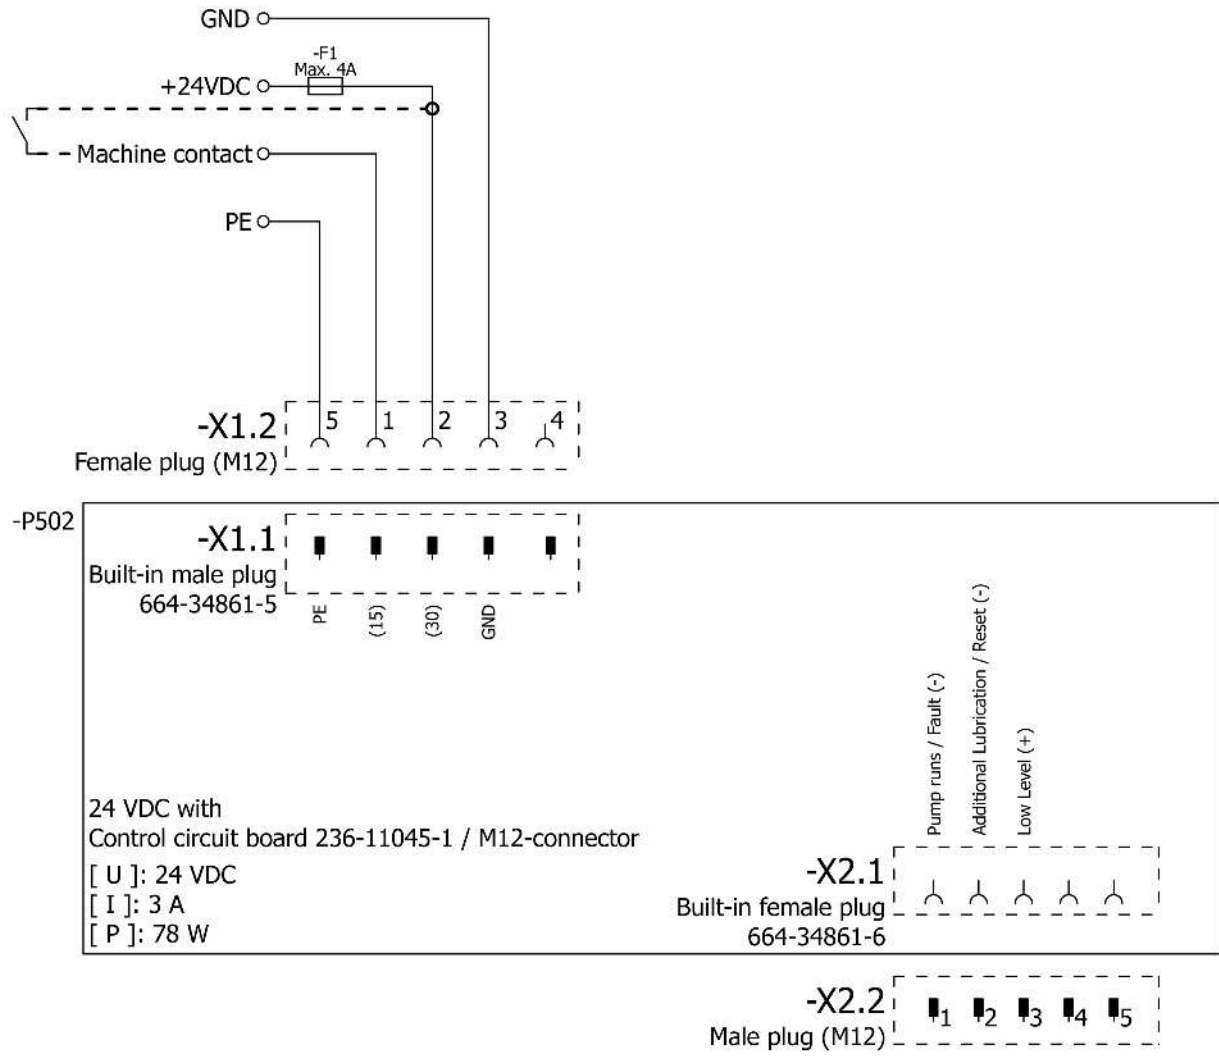 GND
-F1
Max. 4A
+24VDC
Machine contact
PE
-X1.2
5 1 2 3 4
Female plug (M12)
-P502
-X1.1
Built-in male plug
664-34861-5
PE (15) (30) GND
Pump runs / Fault (-)
Additional Lubrication / Reset (-)
Low Level (+)
24 VDC with
Control circuit board 236-11045-1 / M12-connector
[ U ]: 24 VDC
[ I ]: 3 A
[ P ]: 78 W
-X2.1
Built-in female plug
664-34861-6
-X2.2
1 2 3 4 5
Male plug (M12)